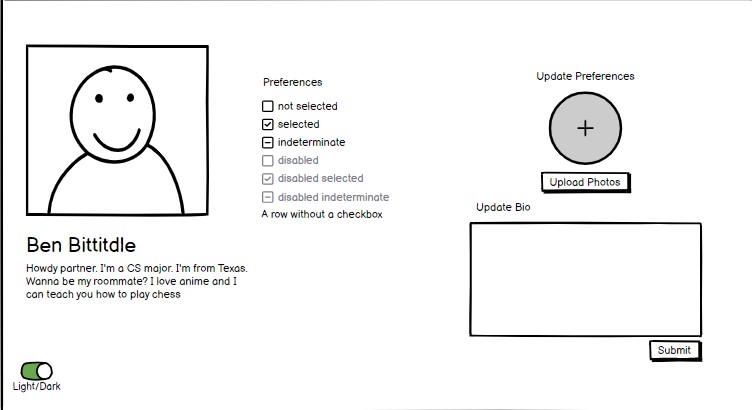 Preferences
not selected
selected
indeterminate
disabled
disabled selected
disabled indeterminate
A row without a checkbox
Update Preferences
Upload Photos
Update Bio
Submit
Ben Bittitdle
Howdy partner. I'm a CS major. I'm from Texas.
Wanna be my roommate? I love anime and I
can teach you how to play chess
Light/Dark